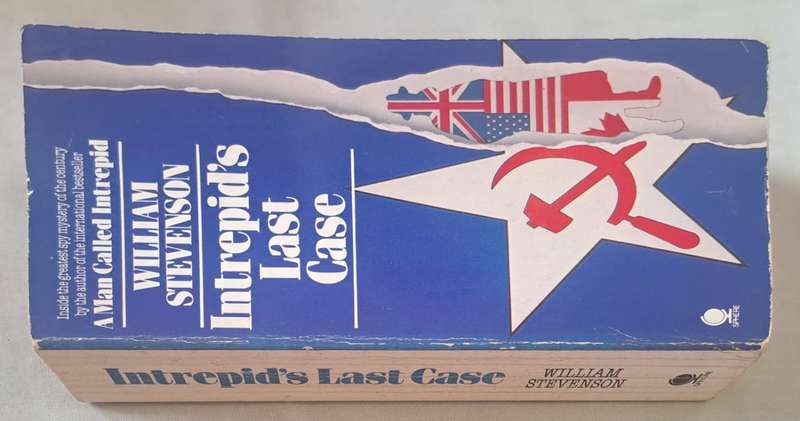 Inside the greatest spy mystery of the century
by the author of the international bestseller
A Man Called Intrepid
WILLIAM
STEVENSON
Intrepid's
Last
Case
SPHERE
Intrepid's Last Case
WILLIAM
STEVENSON